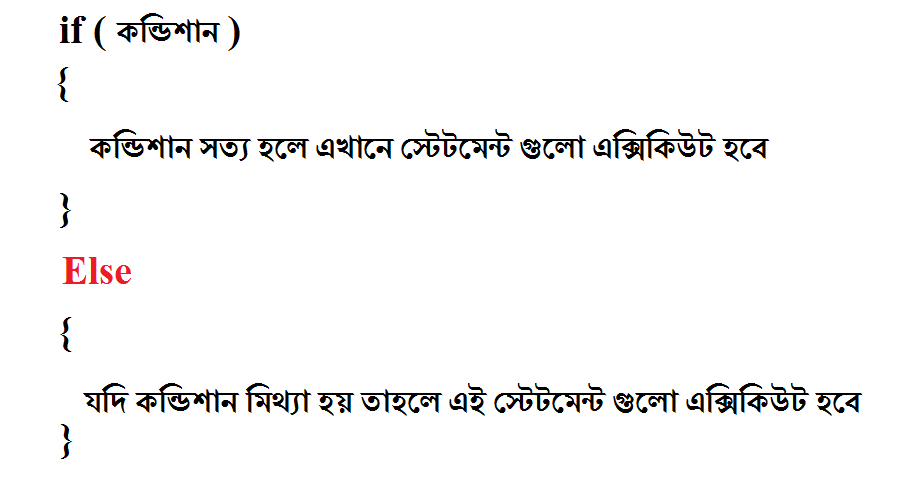 if ( কন্ডিশান )
{
কন্ডিশান সত্য হলে এখানে স্টেটমেন্ট গুলো এক্সিকিউট হবে
}
Else
{
যদি কন্ডিশান মিথ্যা হয় তাহলে এই স্টেটমেন্ট গুলো এক্সিকিউট হবে
}